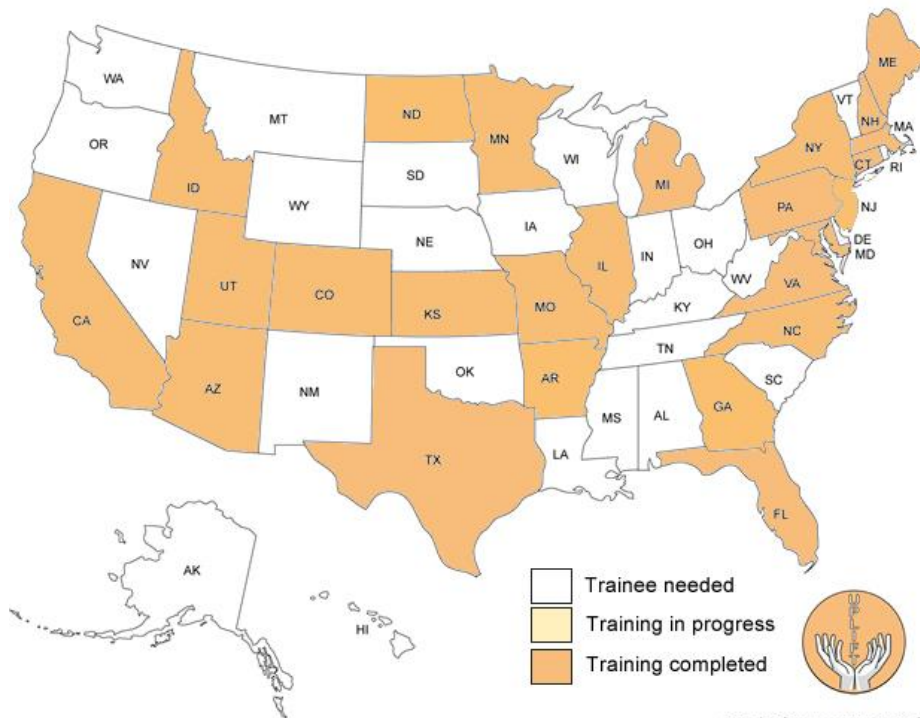 WA
MT
ND
MN
ME
VT
NH
MA
OR
ID
SD
WI
NY
CT
RI
WY
MI
IA
PA
NJ
NE
NV
UT
CO
IL
IN
OH
DE
MD
WV
VA
CA
KS
MO
KY
NC
TN
AZ
NM
OK
AR
SC
MS
AL
GA
TX
LA
FL
AK
HI
Trainee needed
Training in progress
Training completed
UPLIFT